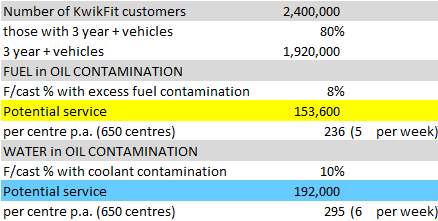 Number of KwikFit customers 2,400,000
those with 3 year + vehicles 80%
3 year + vehicles 1,920,000
FUEL in OIL CONTAMINATION
F/cast % with excess fuel contamination 8%
Potential service 153,600
per centre p.a. (650 centres) 236 (5 per week)
WATER in OIL CONTAMINATION
F/cast % with coolant contamination 10%
Potential service 192,000
per centre p.a. (650 centres) 295 (6 per week)